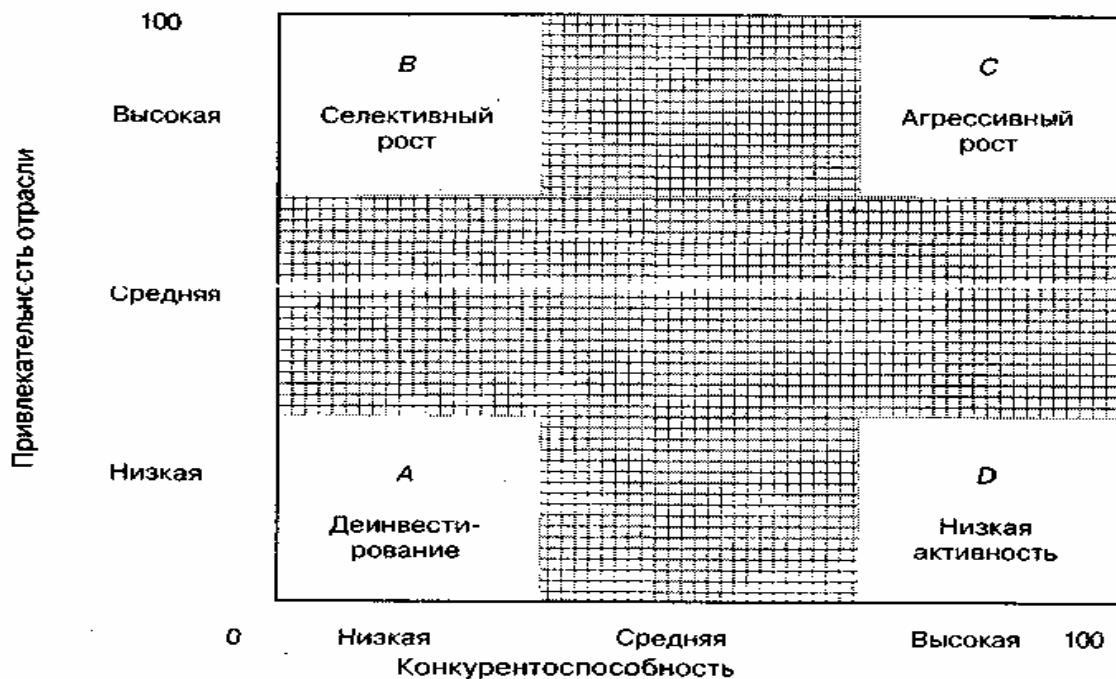 100
B
C
Высокая
Селективный
рост
Агрессивный
рост
Привлекательность отрасли
Средняя
Низкая
A
D
Деинвести-
рование
Низкая
активность
0
Низкая
Средняя
Высокая
100
Конкурентоспособность